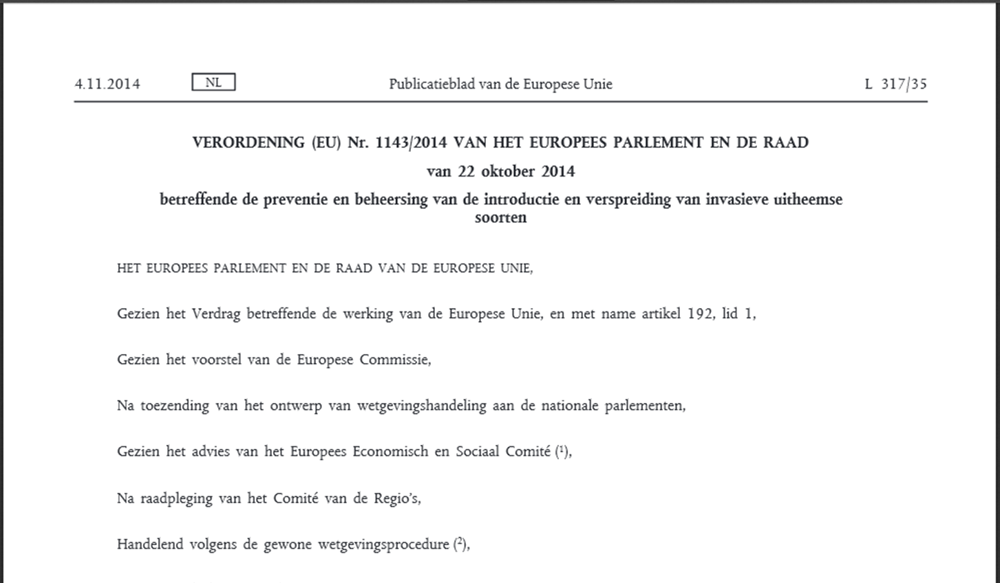 4.11.2014 NL Publicatieblad van de Europese Unie L 317/35
VERORDENING (EU) Nr. 1143/2014 VAN HET EUROPEES PARLEMENT EN DE RAAD
van 22 oktober 2014
betreffende de preventie en beheersing van de introductie en verspreiding van invasieve uitheemse
soorten
HET EUROPEES PARLEMENT EN DE RAAD VAN DE EUROPESE UNIE,
Gezien het Verdrag betreffende de werking van de Europese Unie, en met name artikel 192, lid 1,
Gezien het voorstel van de Europese Commissie,
Na toezending van het ontwerp van wetgevingshandeling aan de nationale parlementen,
Gezien het advies van het Europees Economisch en Sociaal Comité (¹),
Na raadpleging van het Comité van de Regio’s,
Handelend volgens de gewone wetgevingsprocedure (²),